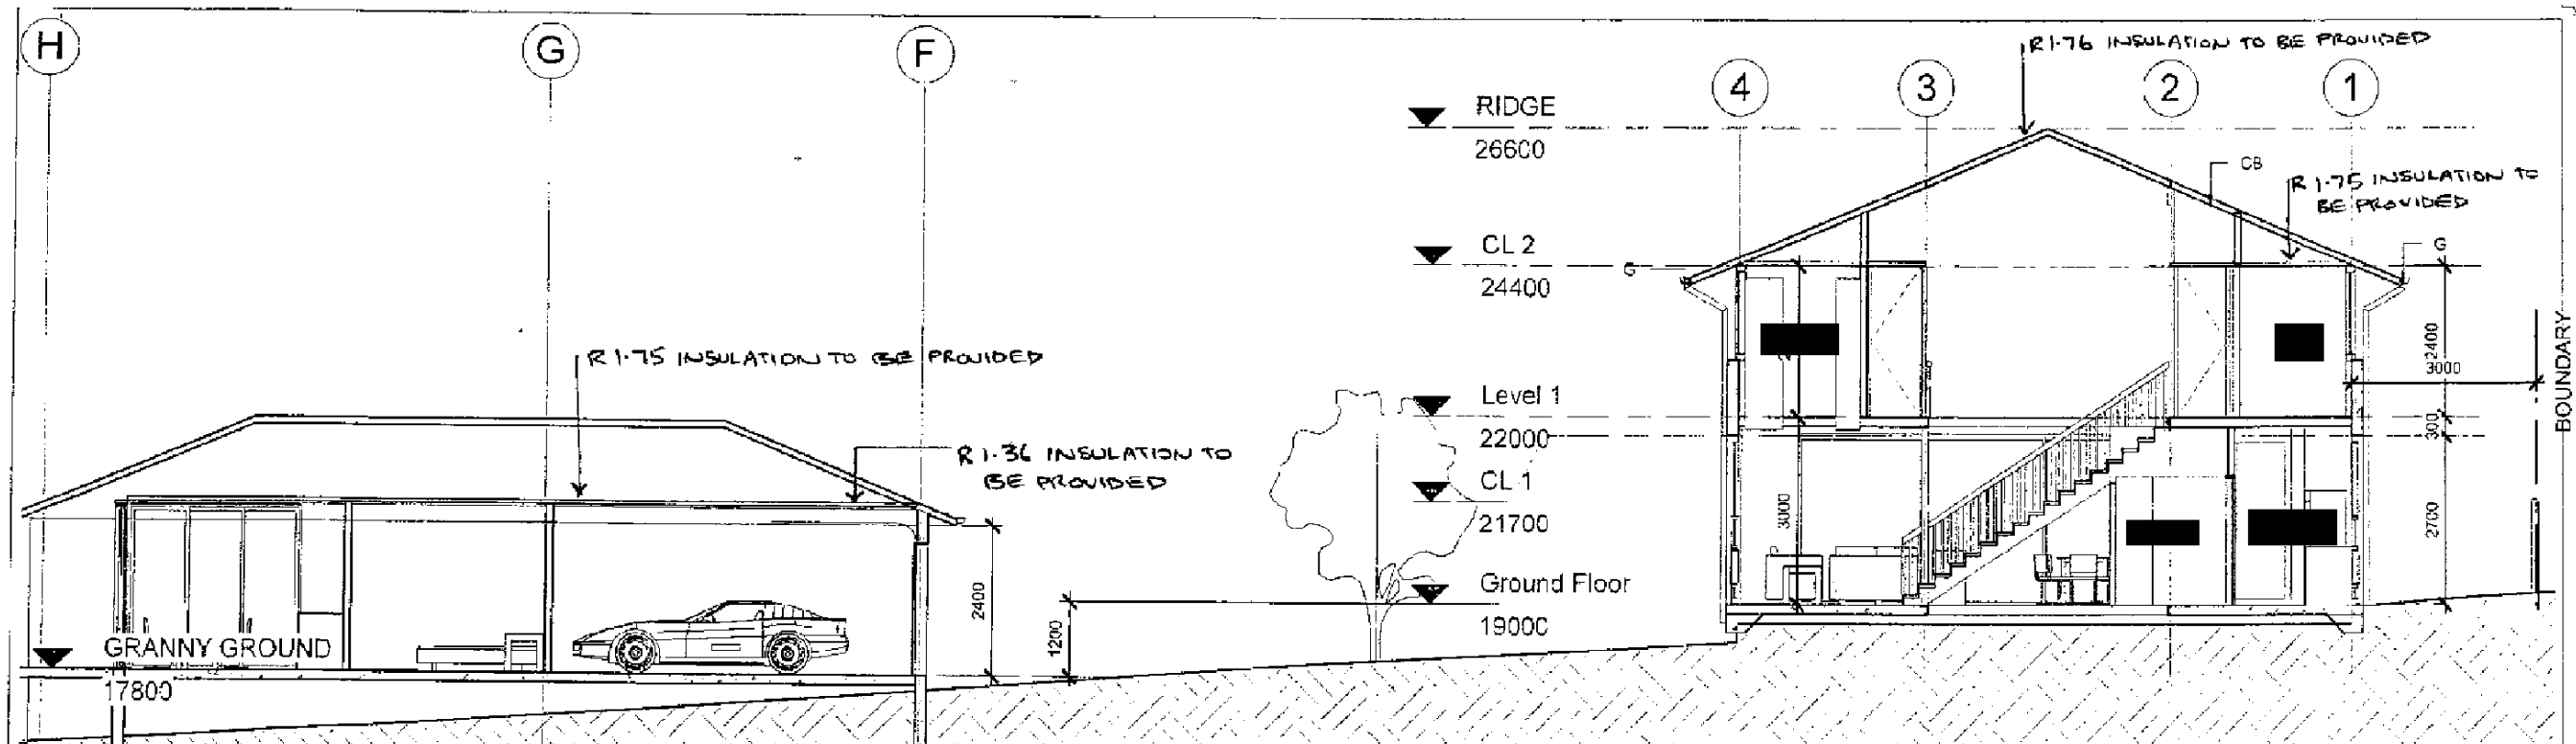 H
G
F
4
3
2
1
R1.76 INSULATION TO BE PROVIDED
RIDGE
26600
CB
R1.75 INSULATION TO
BE PROVIDED
CL 2
24400
G
G
2400
3000
BOUNDARY
R1.75 INSULATION TO BE PROVIDED
Level 1
22000
300
R1.36 INSULATION TO
BE PROVIDED
CL 1
21700
3000
2700
2400
1200
Ground Floor
19000
GRANNY GROUND
17800